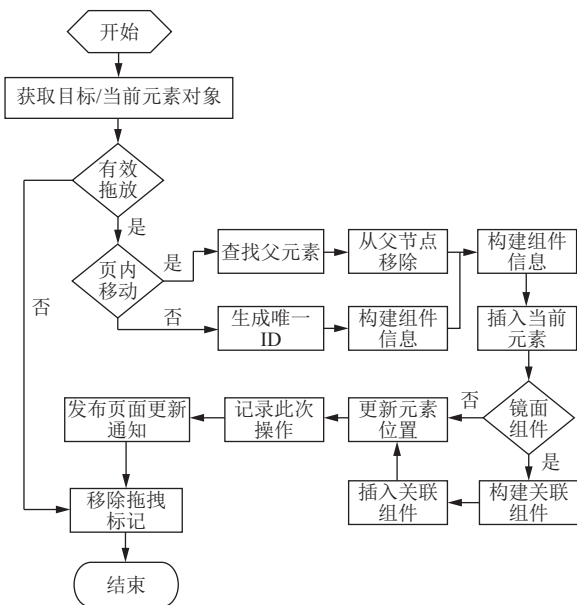 开始
获取目标/当前元素对象
有效
拖放
是
页内
移动
是
否
否
查找父元素
从父节点
移除
构建组件
信息
生成唯一
ID
构建组件
信息
插入当前
元素
镜面
组件
否
是
发布页面更新
通知
记录此次
操作
更新元素
位置
移除拖拽
标记
插入关联
组件
构建关联
组件
结束